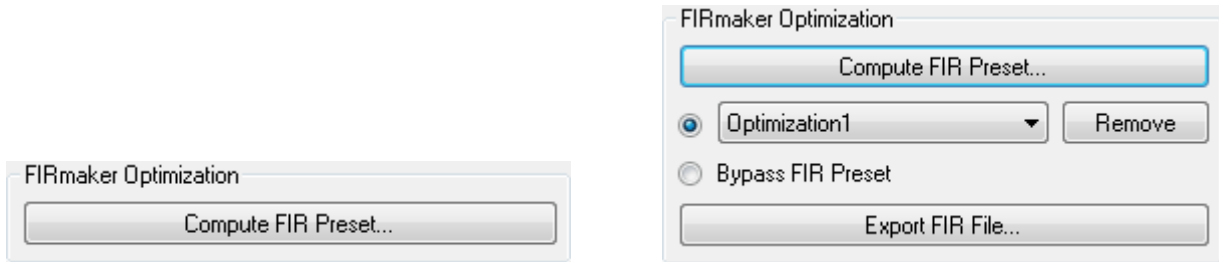 FIRmaker Optimization
Compute FIR Preset...
FIRmaker Optimization
Compute FIR Preset...
Optimization1
Remove
Bypass FIR Preset
Export FIR File...